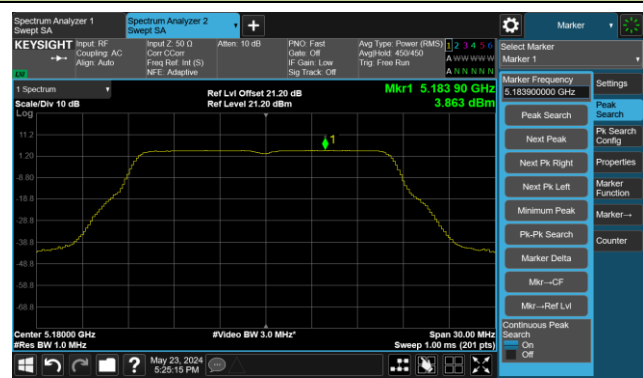 Spectrum Analyzer 1
Swept SA
Spectrum Analyzer 2
Swept SA
+
Marker
KEYSIGHT
Input: RF
Coupling: AC
Align: Auto
Input Z: 50 Ω
Corr CCorr
Freq Ref: Int (S)
NFE: Adaptive
Atten: 10 dB
PNO: Fast
Gate: Off
IF Gain: Low
Sig Track: Off
Avg Type: Power (RMS)
Avg|Hold: 450/450
Trig: Free Run
1 2 3 4 5 6
A W W W W W
A N N N N N
Select Marker
Marker 1
1 Spectrum
Scale/Div 10 dB
Log
Ref Lvl Offset 21.20 dB
Ref Level 21.20 dBm
Mkr1 5.183 90 GHz
3.863 dBm
11.2
1.20
-8.80
-18.8
-28.8
-38.8
-48.8
-58.8
-68.8
1
Center 5.18000 GHz
#Res BW 1.0 MHz
#Video BW 3.0 MHz*
Span 30.00 MHz
Sweep 1.00 ms (201 pts)
Marker Frequency
5.183900000 GHz
Peak Search
Next Peak
Next Pk Right
Next Pk Left
Minimum Peak
Pk-Pk Search
Marker Delta
Mkr→CF
Mkr→Ref Lvl
Continuous Peak
Search
On
Off
Settings
Peak
Search
Pk Search
Config
Properties
Marker
Function
Marker→
Counter
?
May 23, 2024
5:25:15 PM